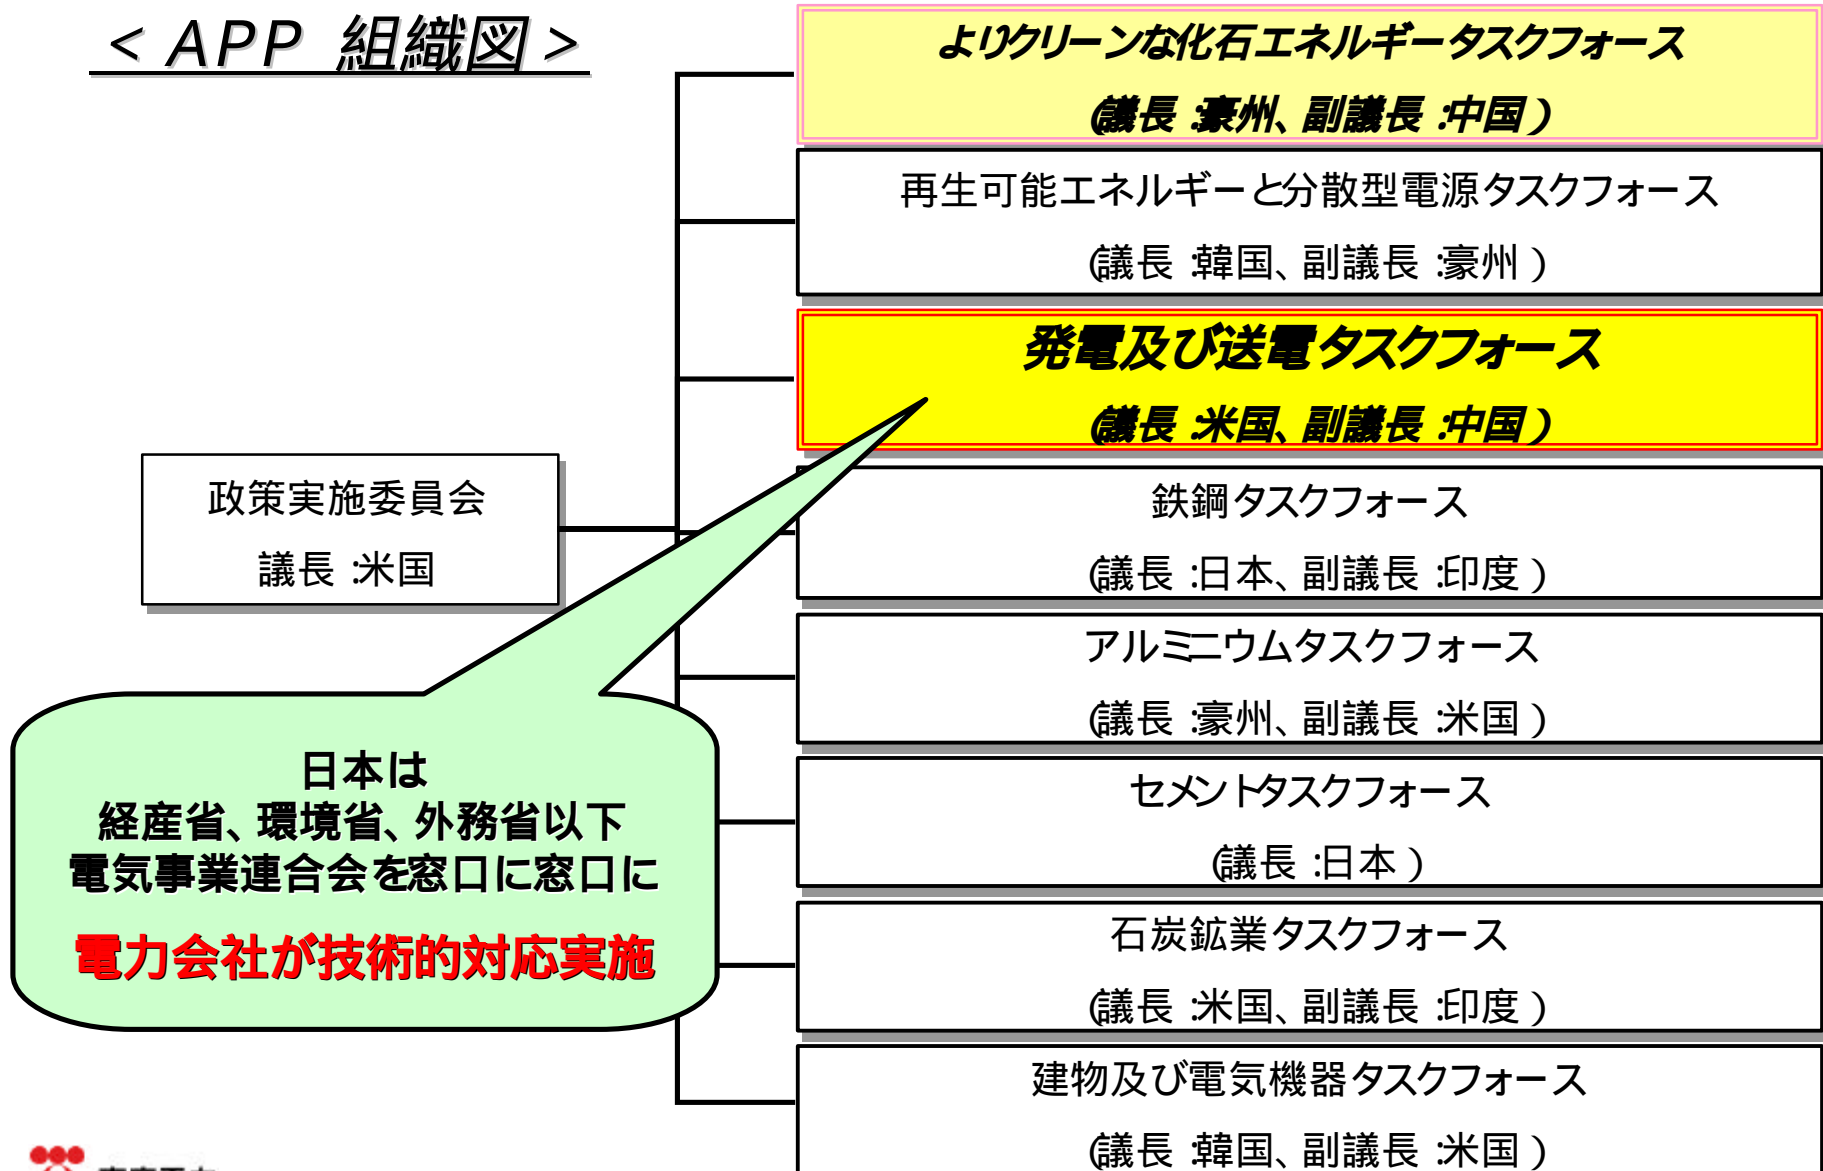 ＜APP 組織図＞
よりクリーンな化石エネルギータスクフォース
(議長:豪州、副議長:中国)
再生可能エネルギーと分散型電源タスクフォース
(議長:韓国、副議長:豪州)
発電及び送電タスクフォース
(議長:米国、副議長:中国)
政策実施委員会
議長:米国
鉄鋼タスクフォース
(議長:日本、副議長:印度)
アルミニウムタスクフォース
(議長:豪州、副議長:米国)
日本は
経産省、環境省、外務省以下
電気事業連合会を窓口に窓口に
電力会社が技術的対応実施
セメントタスクフォース
(議長:日本)
石炭鉱業タスクフォース
(議長:米国、副議長:印度)
建物及び電気機器タスクフォース
(議長:韓国、副議長:米国)